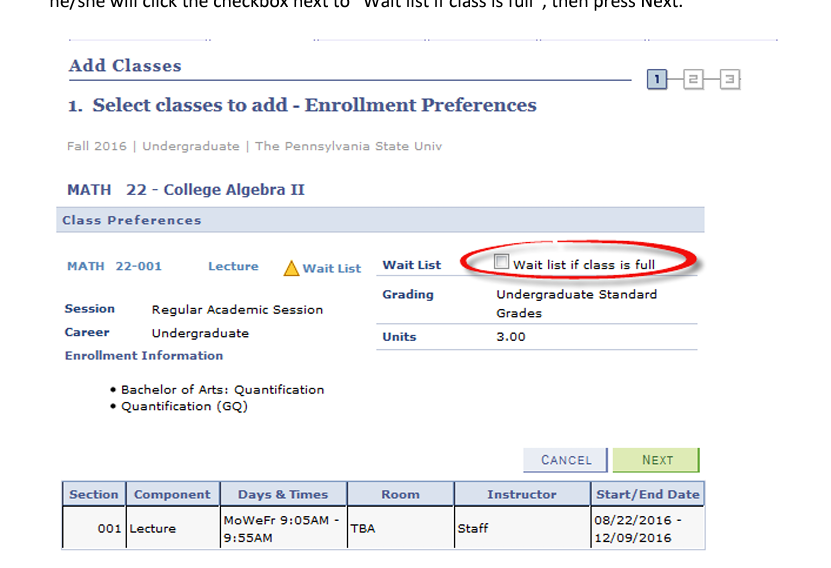 he/she will click the checkbox next to "Wait list if class is full", then press Next.
Add Classes
1 2 3
1. Select classes to add - Enrollment Preferences
Fall 2016 | Undergraduate | The Pennsylvania State Univ
MATH 22 - College Algebra II
Class Preferences
MATH 22-001 Lecture Wait List
Wait List Wait list if class is full
Grading Undergraduate Standard
Grades
Units 3.00
Session Regular Academic Session
Career Undergraduate
Enrollment Information
• Bachelor of Arts: Quantification
• Quantification (GQ)
CANCEL NEXT
Section Component Days & Times Room Instructor Start/End Date
001 Lecture MoWeFr 9:05AM - TBA Staff 08/22/2016 -
9:55AM 12/09/2016